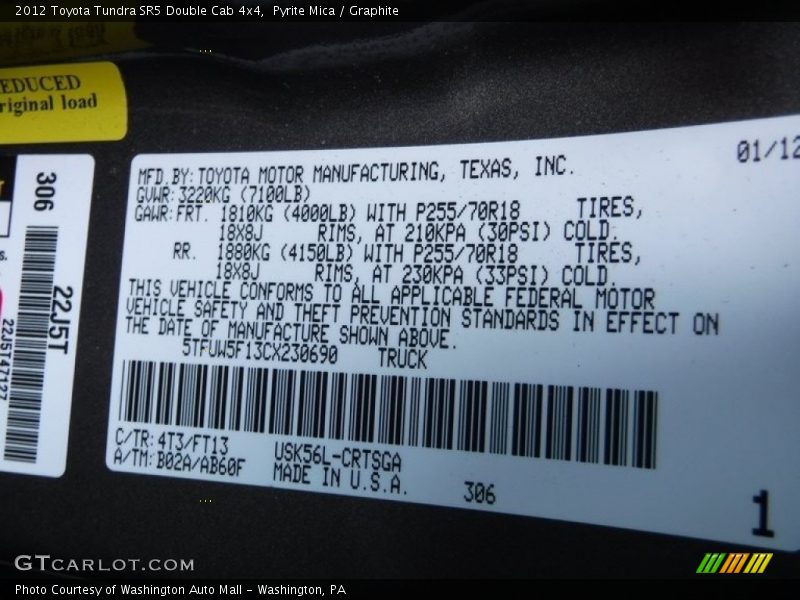 2012 Toyota Tundra SR5 Double Cab 4x4, Pyrite Mica / Graphite
EDUCED
riginal load
306
22J5T
22J5T47127
01/12
MFD.BY:TOYOTA MOTOR MANUFACTURING, TEXAS, INC.
GVWR:3220KG (7100LB)
GAWR:FRT. 1810KG (4000LB) WITH P255/70R18 TIRES,
18X8J RIMS, AT 210KPA (30PSI) COLD.
RR. 1880KG (4150LB) WITH P255/70R18 TIRES,
18X8J RIMS, AT 230KPA (33PSI) COLD.
THIS VEHICLE CONFORMS TO ALL APPLICABLE FEDERAL MOTOR
VEHICLE SAFETY AND THEFT PREVENTION STANDARDS IN EFFECT ON
THE DATE OF MANUFACTURE SHOWN ABOVE.
5TFUW5F13CX230690 TRUCK
C/TR:4T3/FT13
A/TM:B02A/AB60F
USK56L-CRTSGA
MADE IN U.S.A.
306
1
GTCARLOT.COM
Photo Courtesy of Washington Auto Mall - Washington, PA